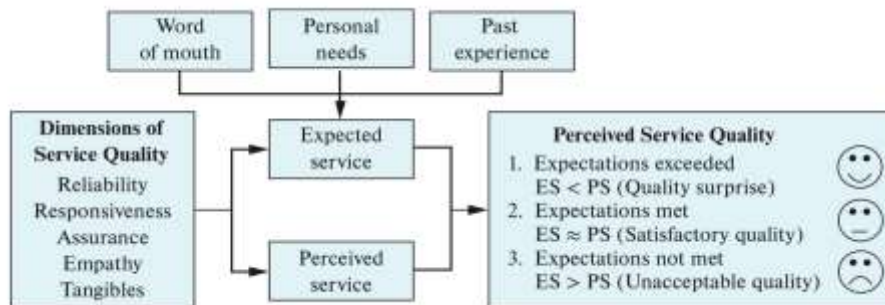 Word
of mouth
Personal
needs
Past
experience
Dimensions of
Service Quality
Reliability
Responsiveness
Assurance
Empathy
Tangibles
Expected
service
Perceived
service
Perceived Service Quality
1. Expectations exceeded
ES < PS (Quality surprise)
2. Expectations met
ES ≈ PS (Satisfactory quality)
3. Expectations not met
ES > PS (Unacceptable quality)